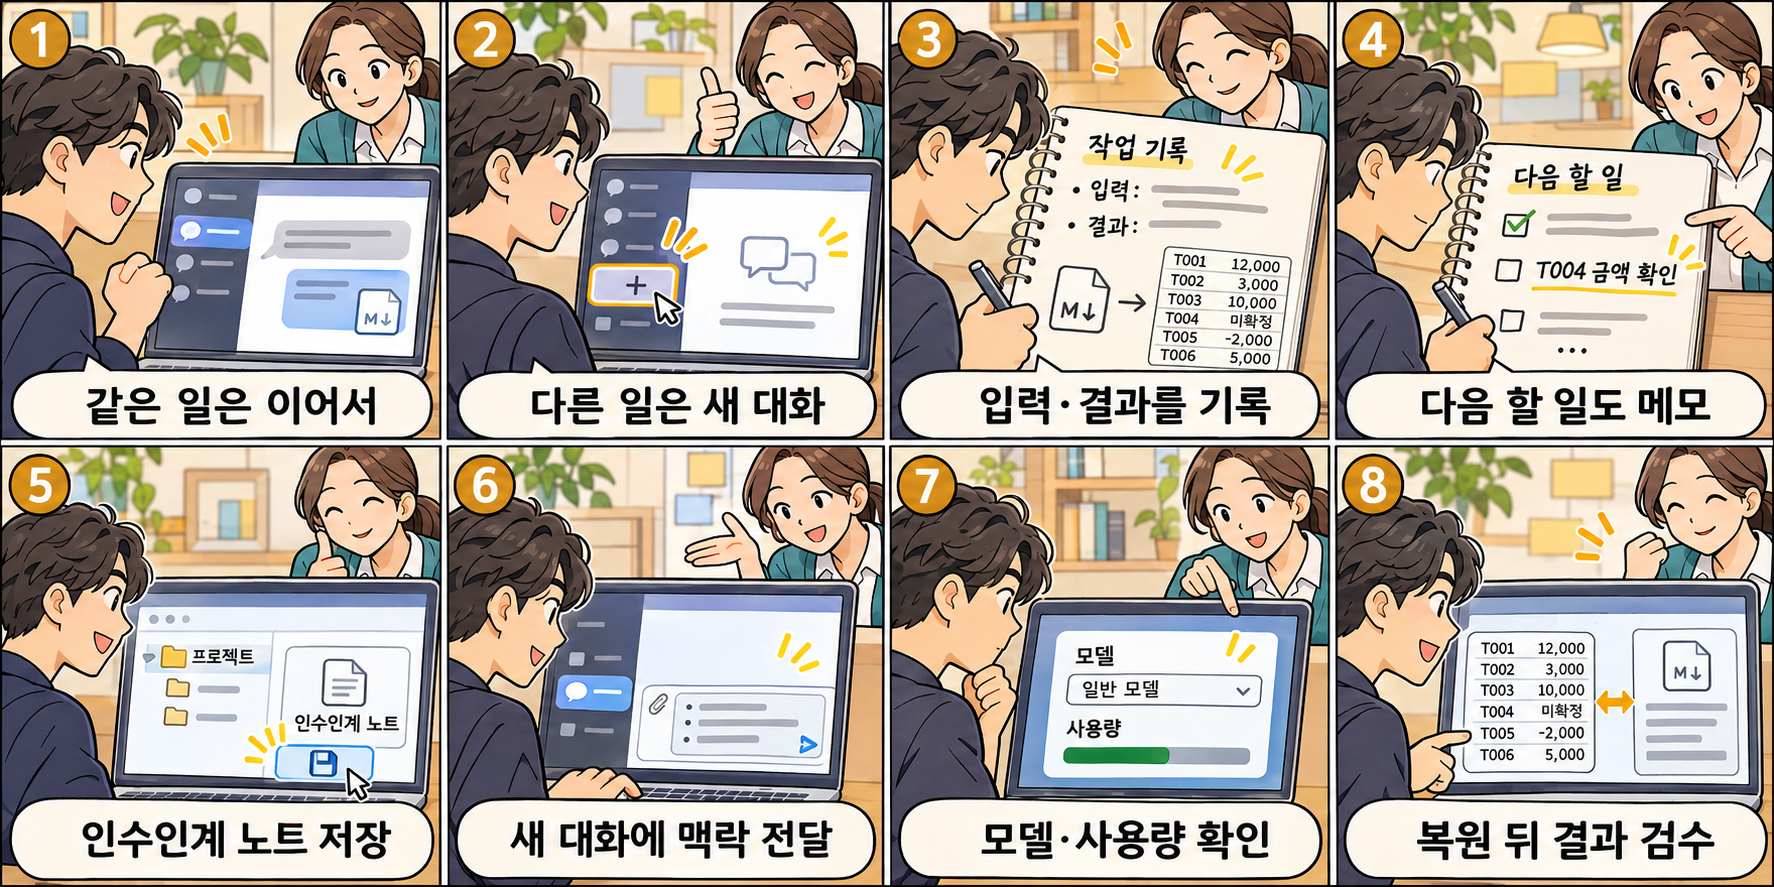 1
같은 일은 이어서
M↓
2
+
다른 일은 새 대화
3
작업 기록
• 입력:
• 결과:
M↓
T001 12,000
T002 3,000
T003 10,000
T004 미확정
T005 -2,000
T006 5,000
입력·결과를 기록
4
다음 할 일
T004 금액 확인
...
다음 할 일도 메모
5
프로젝트
인수인계 노트
인수인계 노트 저장
6
새 대화에 맥락 전달
7
모델
일반 모델
사용량
모델·사용량 확인
8
T001 12,000
T002 3,000
T003 10,000
T004 미확정
T005 -2,000
T006 5,000
M↓
복원 뒤 결과 검수